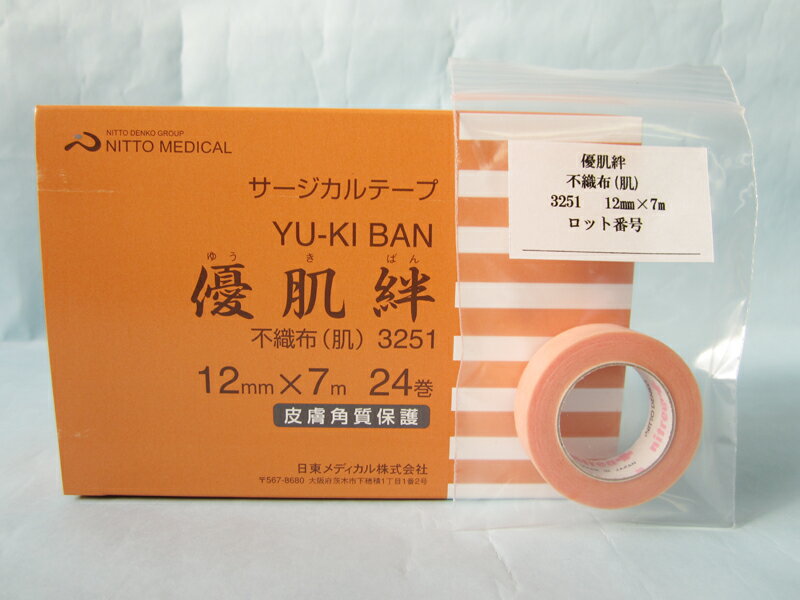 NITTO DENKO GROUP
NITTO MEDICAL
サージカルテープ
YU-KI BAN
ゆう き ばん
優肌絆
不織布(肌) 3251
12mm×7m 24巻
皮膚角質保護
日東メディカル株式会社
〒567-8680 大阪府茨木市下穂積1丁目1番2号
優肌絆
不織布(肌)
3251 12mm×7m
ロット番号